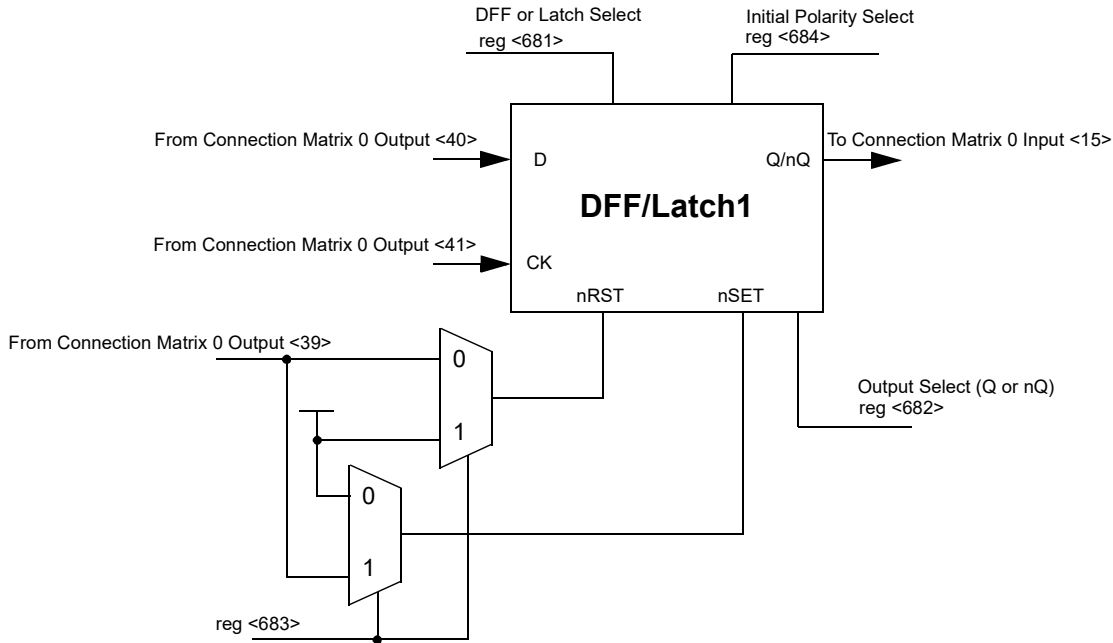 DFF or Latch Select
reg <681>
Initial Polarity Select
reg <684>
From Connection Matrix 0 Output <40>
D
Q/nQ
To Connection Matrix 0 Input <15>
DFF/Latch1
From Connection Matrix 0 Output <41>
CK
nRST
nSET
From Connection Matrix 0 Output <39>
0
1
Output Select (Q or nQ)
reg <682>
0
1
reg <683>